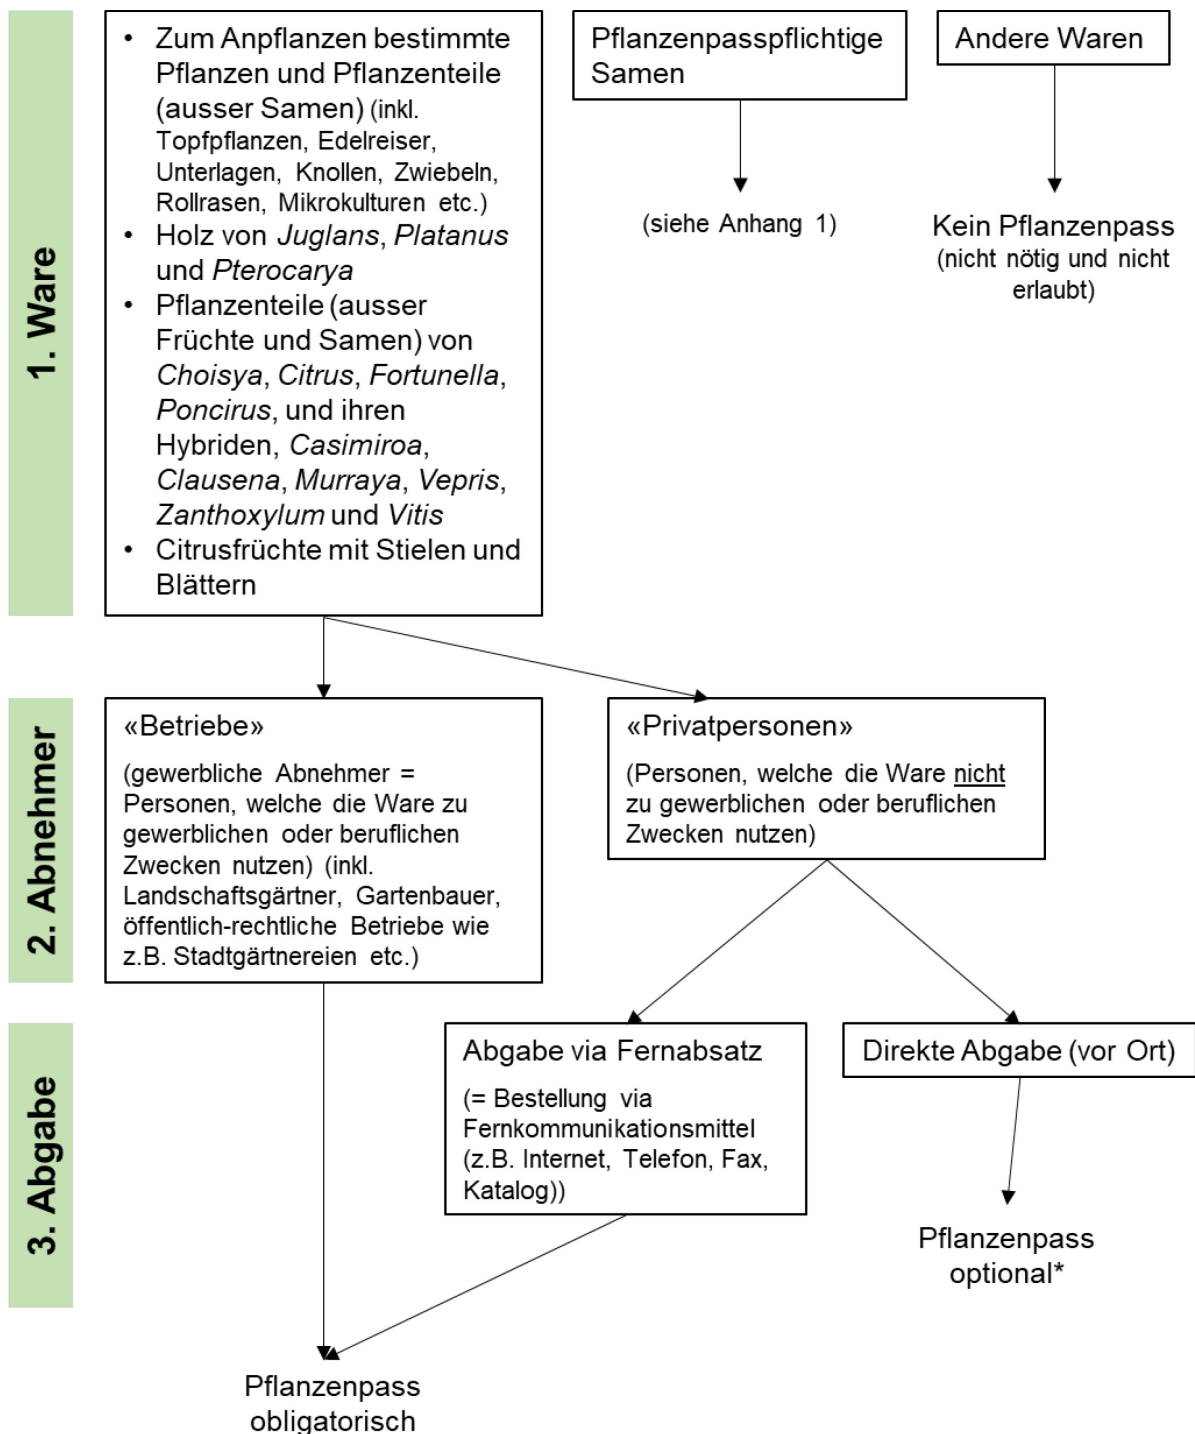 1. Ware
• Zum Anpflanzen bestimmte
Pflanzen und Pflanzenteile
(ausser Samen) (inkl.
Topfpflanzen, Edelreiser,
Unterlagen, Knollen, Zwiebeln,
Rollrasen, Mikrokulturen etc.)
• Holz von Juglans, Platanus
und Pterocarya
• Pflanzenteile (ausser
Früchte und Samen) von
Choisya, Citrus, Fortunella,
Poncirus, und ihren
Hybriden, Casimiroa,
Clausena, Murraya, Vepris,
Zanthoxylum und Vitis
• Citrusfrüchte mit Stielen und
Blättern
Pflanzenpasspflichtige
Samen
(siehe Anhang 1)
Andere Waren
Kein Pflanzenpass
(nicht nötig und nicht
erlaubt)
2. Abnehmer
«Betriebe»
(gewerbliche Abnehmer =
Personen, welche die Ware zu
gewerblichen oder beruflichen
Zwecken nutzen) (inkl.
Landschaftsgärtner, Gartenbauer,
öffentlich-rechtliche Betriebe wie
z.B. Stadtgärtnereien etc.)
«Privatpersonen»
(Personen, welche die Ware nicht
zu gewerblichen oder beruflichen
Zwecken nutzen)
3. Abgabe
Abgabe via Fernabsatz
(= Bestellung via
Fernkommunikationsmittel
(z.B. Internet, Telefon, Fax,
Katalog))
Direkte Abgabe (vor Ort)
Pflanzenpass
optional*
Pflanzenpass
obligatorisch